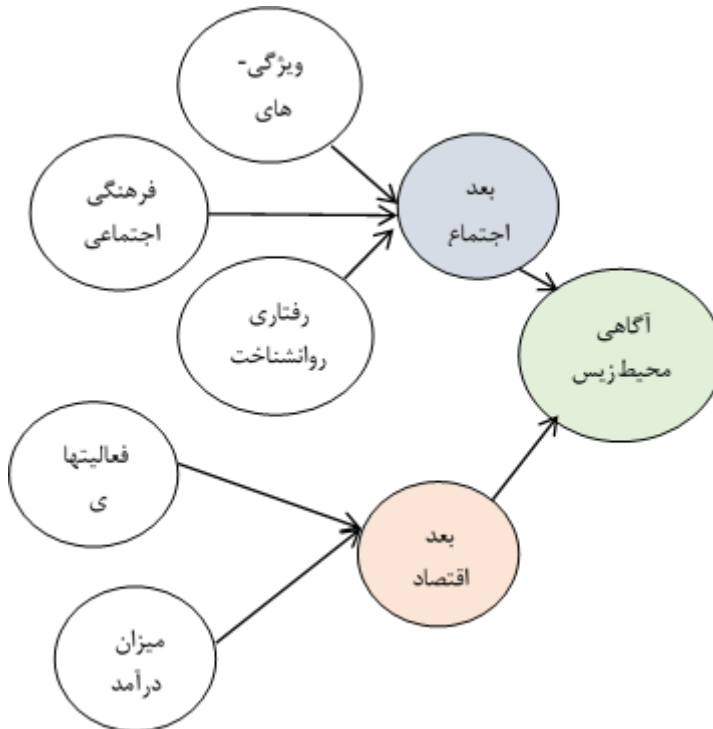 ویژگی-
های
فرهنگی
اجتماعی
رفتاری
روانشناخت
بعد
اجتماع
آگاهی
محیط‌زیس
فعالیتها
ی
بعد
اقتصاد
میزان
درآمد